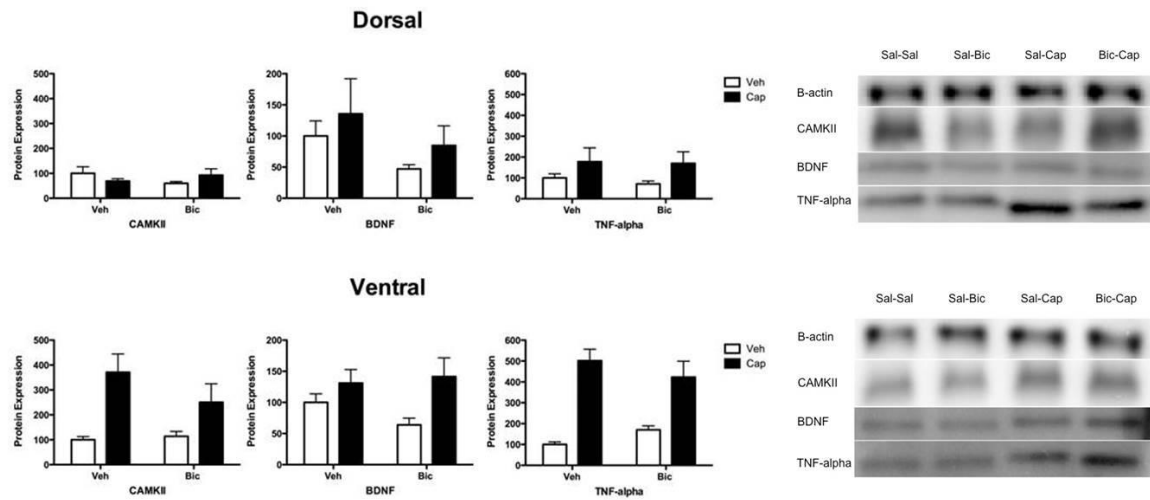 Dorsal
500
400
300
200
100
0
Protein Expression
Veh
Bic
CAMKII
200
150
100
50
0
Protein Expression
Veh
Bic
BDNF
600
500
400
300
200
100
0
Protein Expression
Veh
Bic
TNF-alpha
Veh
Cap
Sal-Sal Sal-Bic Sal-Cap Bic-Cap
B-actin
CAMKII
BDNF
TNF-alpha
Ventral
500
400
300
200
100
0
Protein Expression
Veh
Bic
CAMKII
200
150
100
50
0
Protein Expression
Veh
Bic
BDNF
600
500
400
300
200
100
0
Protein Expression
Veh
Bic
TNF-alpha
Veh
Cap
Sal-Sal Sal-Bic Sal-Cap Bic-Cap
B-actin
CAMKII
BDNF
TNF-alpha